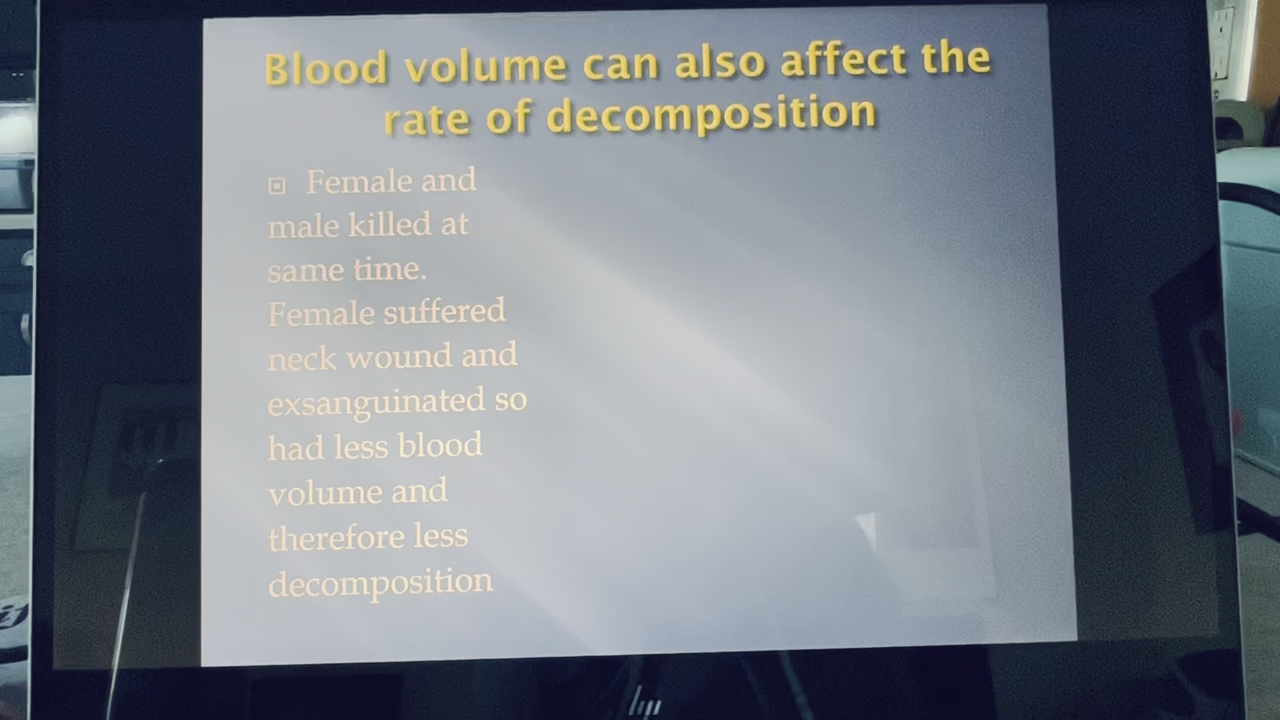 Blood volume can also affect the
rate of decomposition
Female and
male killed at
same time.
Female suffered
neck wound and
exsanguinated so
had less blood
volume and
therefore less
decomposition
hp